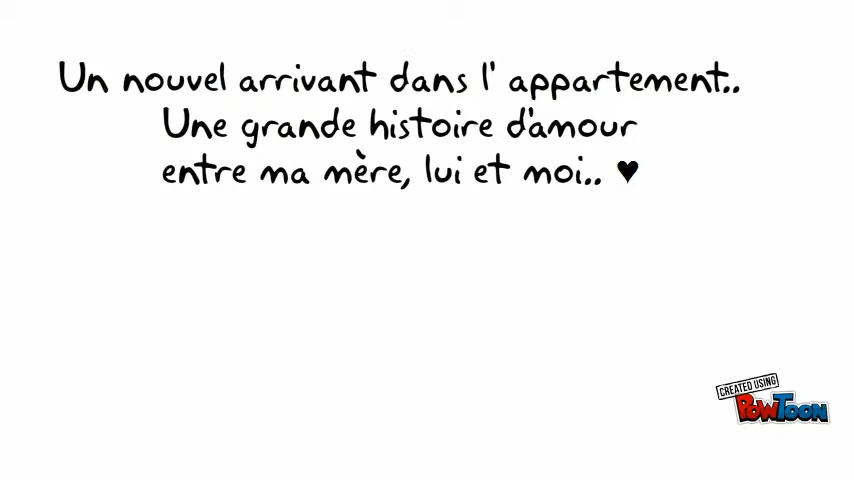 Un nouvel arrivant dans l' appartement..
Une grande histoire d'amour
entre ma mère, lui et moi.. ♥
CREATED USING
POWTOON